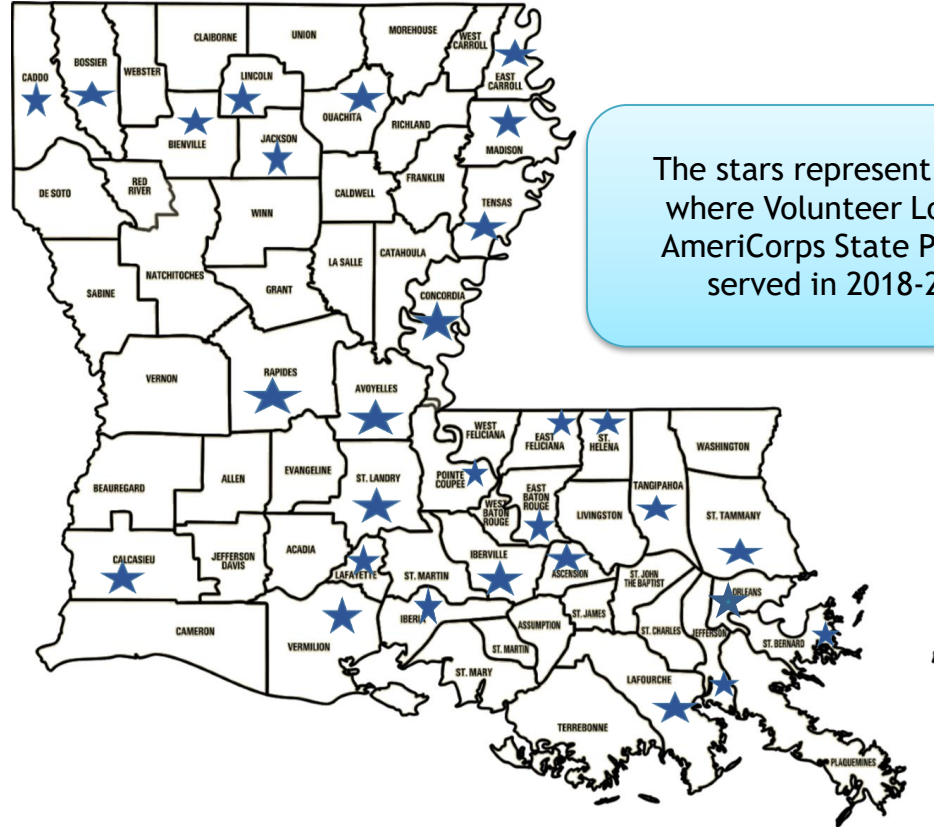 CLAIBORNE
UNION
MOREHOUSE
WEST
CARROLL
EAST
CARROLL
CADDO
BOSSIER
WEBSTER
LINCOLN
OUACHITA
RICHLAND
MADISON
BIENVILLE
JACKSON
DE SOTO
RED
RIVER
CALDWELL
FRANKLIN
TENSAS
WINN
NATCHITOCHES
LA SALLE
CATAHOULA
SABINE
GRANT
CONCORDIA
VERNON
RAPIDES
AVOYELLES
The stars represent
where Volunteer Lo
AmeriCorps State P
served in 2018-2
WEST
FELICIANA
EAST
FELICIANA
ST.
HELENA
WASHINGTON
BEAUREGARD
ALLEN
EVANGELINE
ST. LANDRY
POINTE
COUPEE
WEST
BATON
ROUGE
EAST
BATON
ROUGE
LIVINGSTON
TANGIPAHOA
ST. TAMMANY
CALCASIEU
JEFFERSON
DAVIS
ACADIA
LAFAYETTE
ST. MARTIN
IBERVILLE
ASCENSION
ST. JOHN
THE BAPTIST
ORLEANS
CAMERON
VERMILION
IBERIA
ASSUMPTION
ST. JAMES
ST. CHARLES
JEFFERSON
ST. BERNARD
ST. MARTIN
ST. MARY
LAFOURCHE
TERREBONNE
PLAQUEMINES